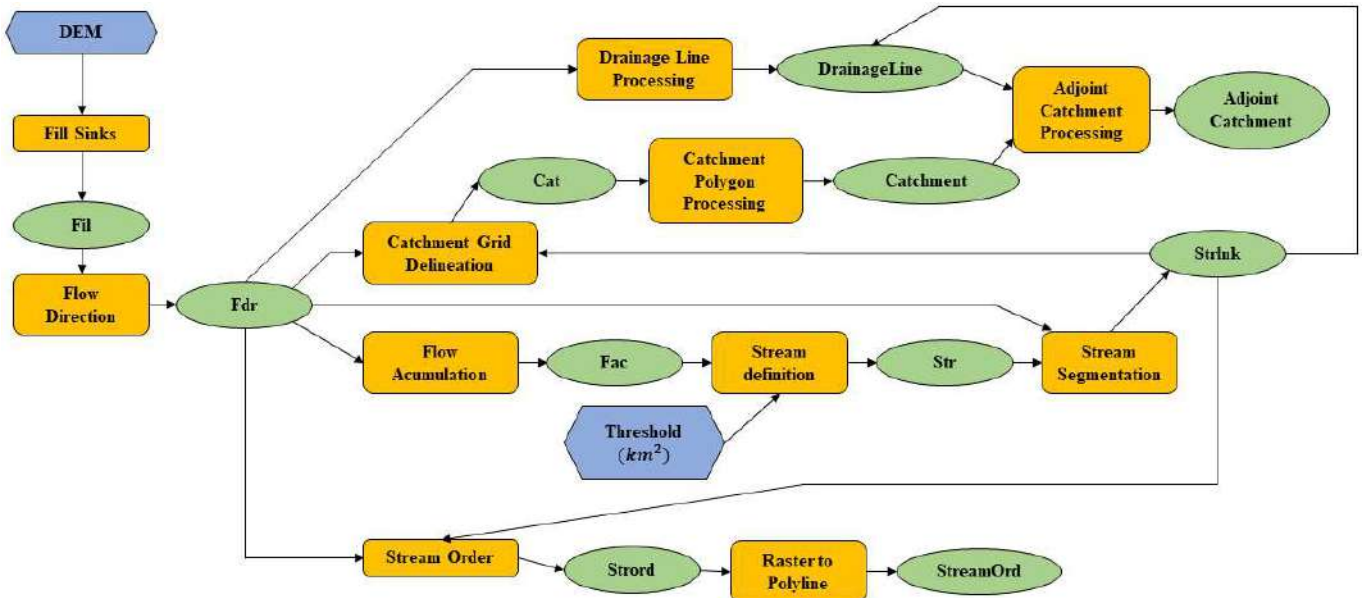 DEM
Fill Sinks
Fil
Flow
Direction
Fdr
Drainage Line
Processing
DrainageLine
Adjoint
Catchment
Processing
Adjoint
Catchment
Cat
Catchment
Polygon
Processing
Catchment
Catchment Grid
Delineation
Strlnk
Flow
Acumulation
Fac
Stream
definition
Str
Stream
Segmentation
Threshold
(km²)
Stream Order
Strord
Raster to
Polyline
StreamOrd